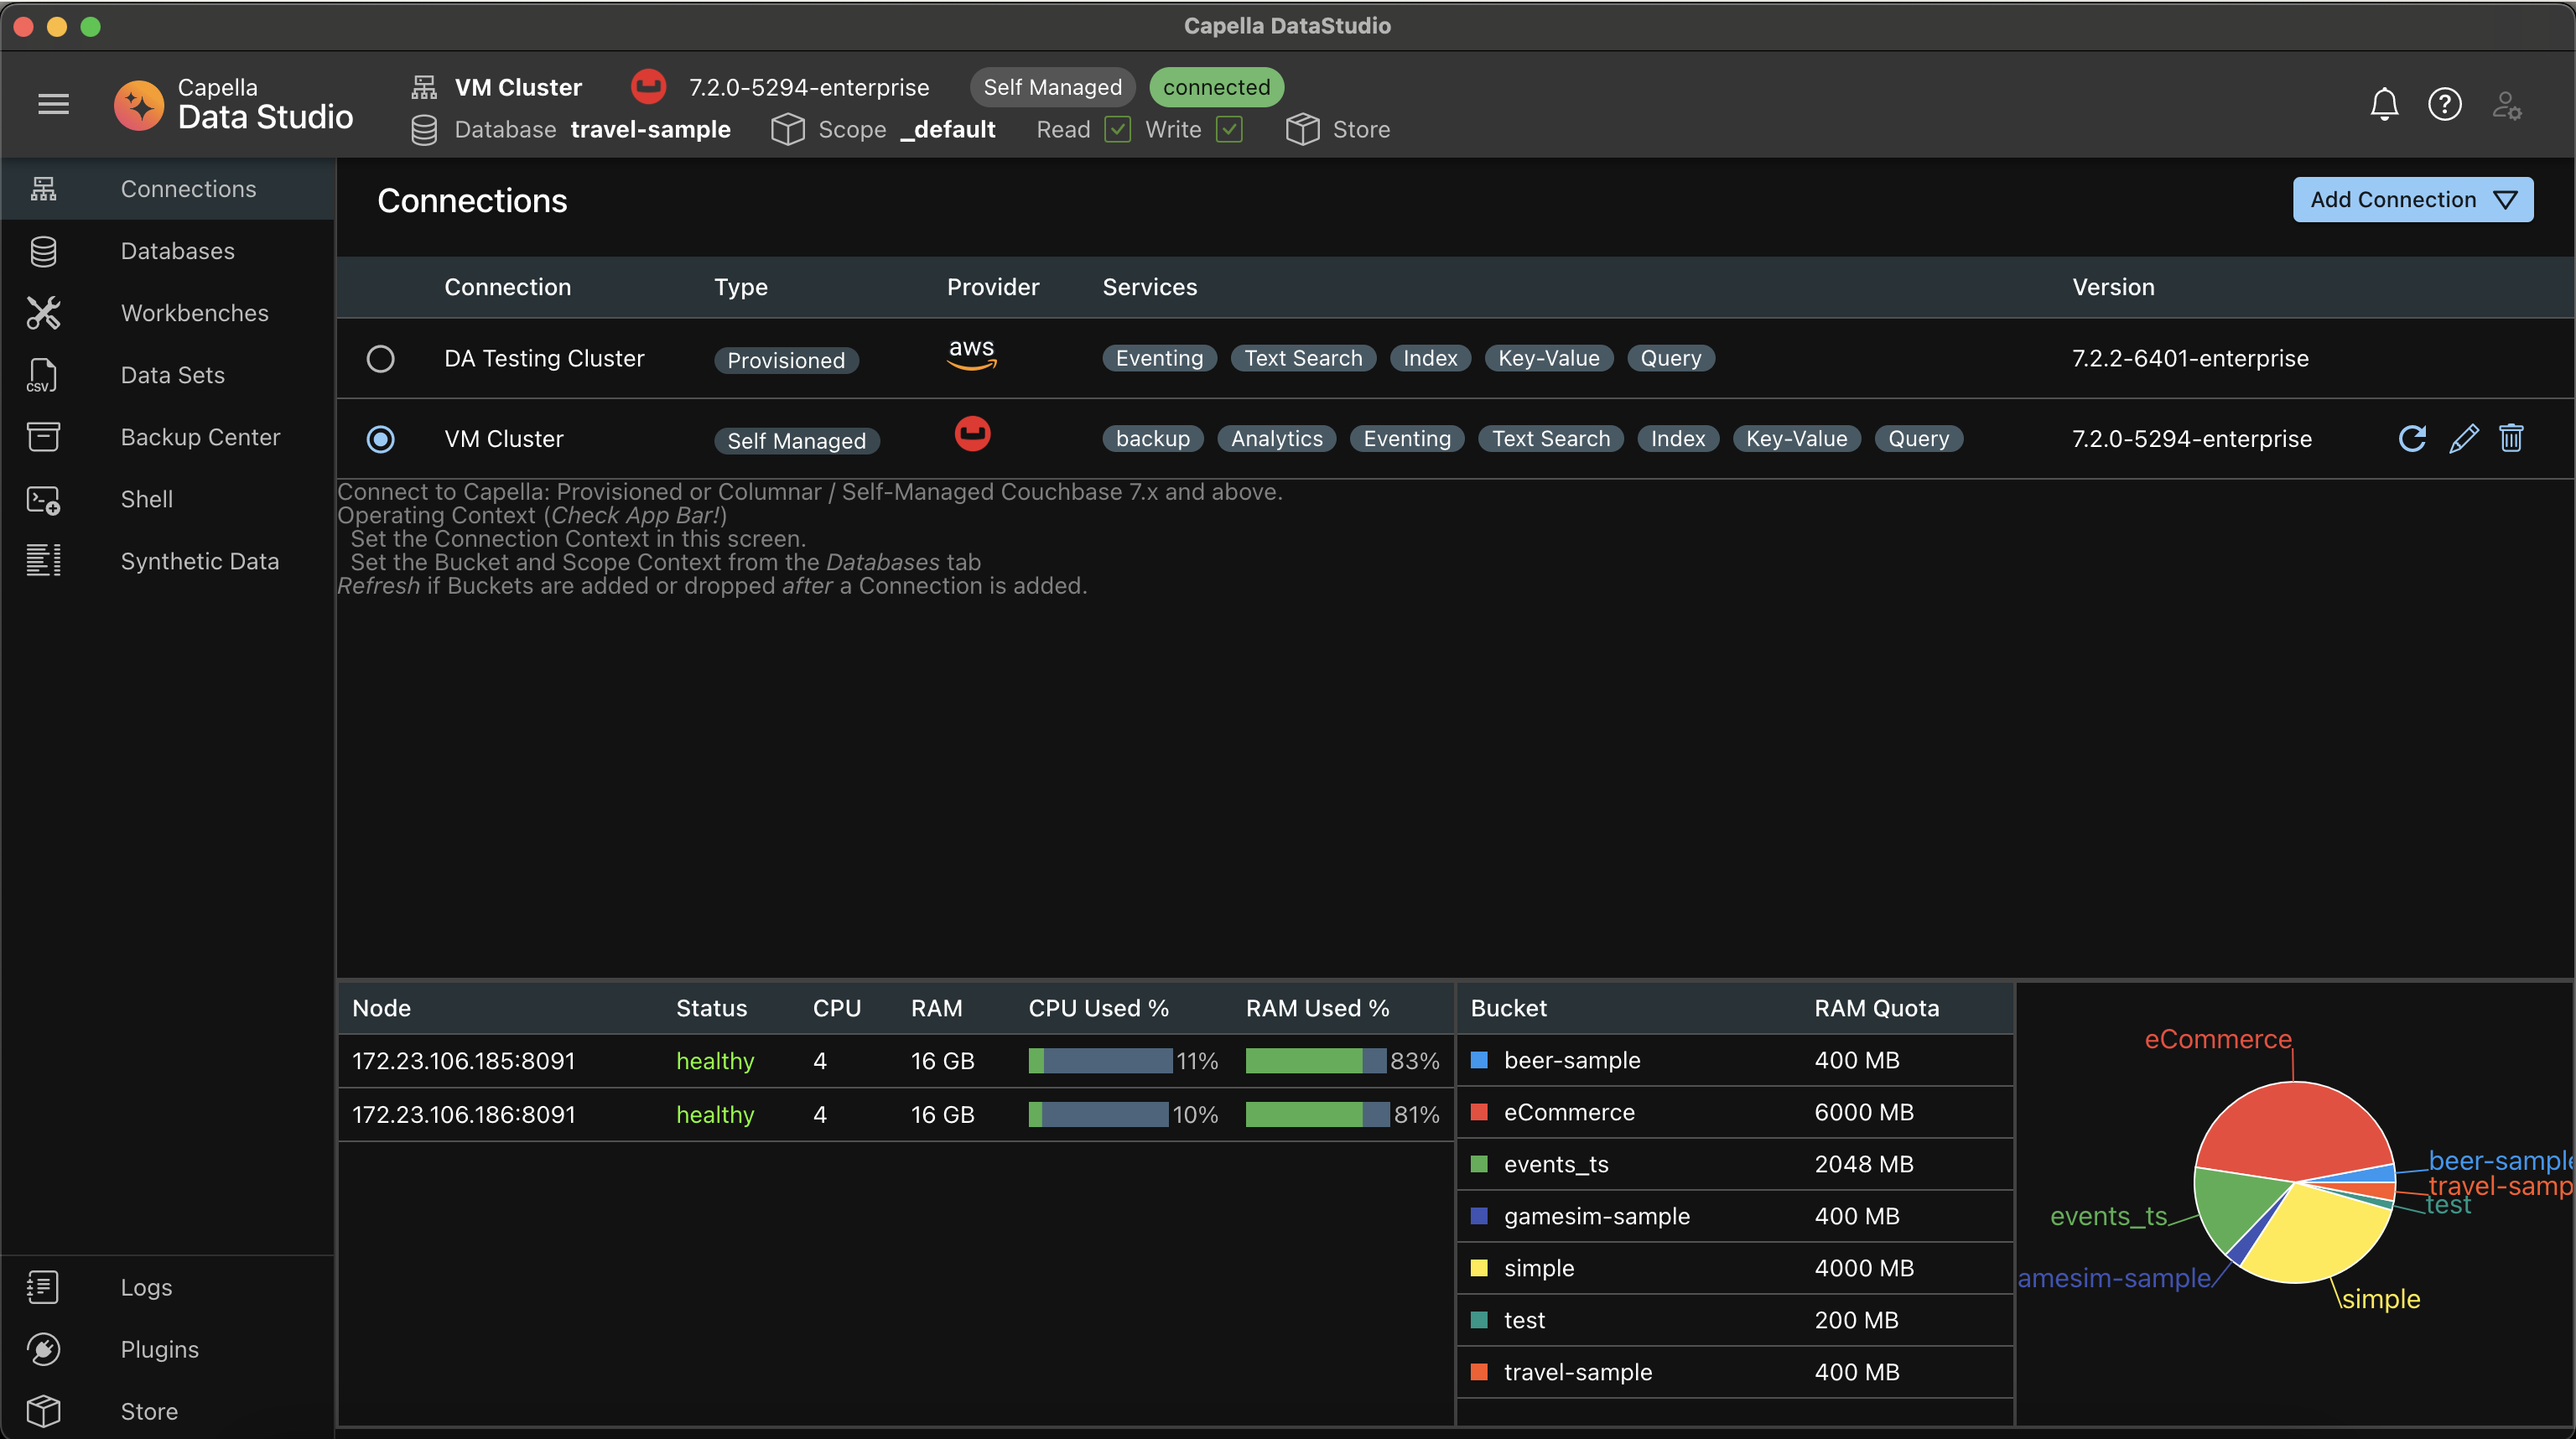 Capella DataStudio
Capella
Data Studio
VM Cluster 7.2.0-5294-enterprise Self Managed connected
Database travel-sample Scope _default Read Write Store
Connections
Databases
Workbenches
CSV
Data Sets
Backup Center
Shell
Synthetic Data
Logs
Plugins
Store
Connections
Add Connection
Connection Type Provider Services Version
DA Testing Cluster Provisioned aws Eventing Text Search Index Key-Value Query 7.2.2-6401-enterprise
VM Cluster Self Managed backup Analytics Eventing Text Search Index Key-Value Query 7.2.0-5294-enterprise
Connect to Capella: Provisioned or Columnar / Self-Managed Couchbase 7.x and above.
Operating Context (Check App Bar!)
Set the Connection Context in this screen.
Set the Bucket and Scope Context from the Databases tab
Refresh if Buckets are added or dropped after a Connection is added.
Node Status CPU RAM CPU Used % RAM Used %
172.23.106.185:8091 healthy 4 16 GB 11% 83%
172.23.106.186:8091 healthy 4 16 GB 10% 81%
Bucket RAM Quota
beer-sample 400 MB
eCommerce 6000 MB
events_ts 2048 MB
gamesim-sample 400 MB
simple 4000 MB
test 200 MB
travel-sample 400 MB
eCommerce
beer-sample
travel-samp
test
events_ts
amesim-sample
simple